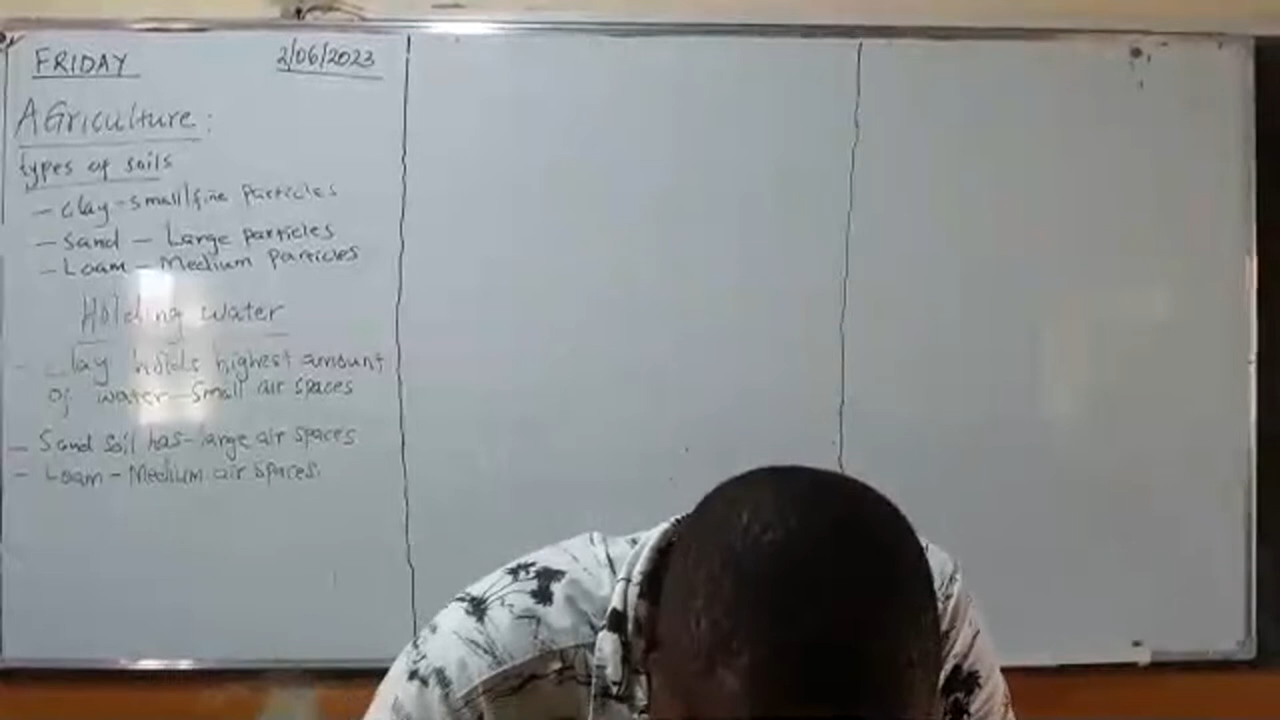 FRIDAY 2/06/2023
AGriculture:
types of soils
- Clay - small/fine Particles
- Sand - Large particles
- Loam - Medium Particles
Holding water
- Clay holds highest amount
of water - Small air spaces
- Sand soil has - large air spaces
- Loam - Medium air spaces.